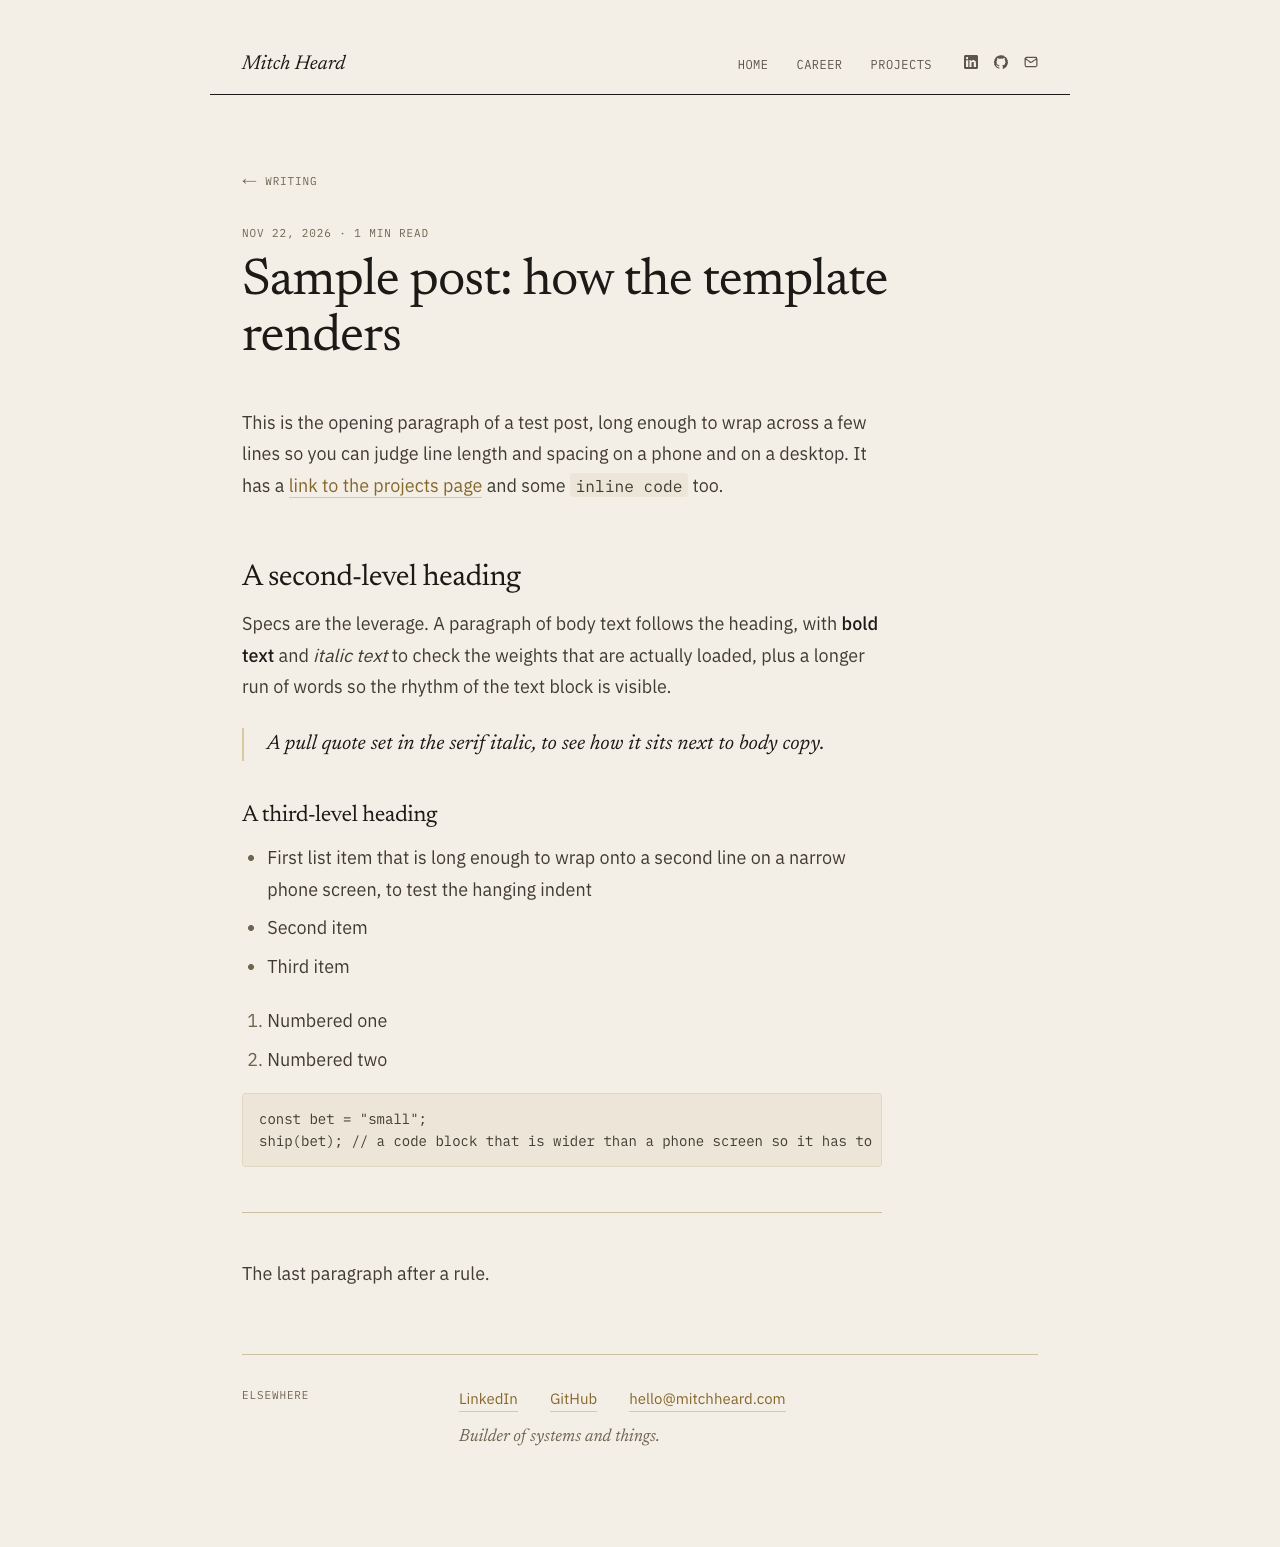 Mitch Heard
HOME CAREER PROJECTS
← WRITING
NOV 22, 2026 · 1 MIN READ
Sample post: how the template
renders
This is the opening paragraph of a test post, long enough to wrap across a few
lines so you can judge line length and spacing on a phone and on a desktop. It
has a link to the projects page and some inline code too.
A second-level heading
Specs are the leverage. A paragraph of body text follows the heading, with bold
text and italic text to check the weights that are actually loaded, plus a longer
run of words so the rhythm of the text block is visible.
A pull quote set in the serif italic, to see how it sits next to body copy.
A third-level heading
• First list item that is long enough to wrap onto a second line on a narrow
phone screen, to test the hanging indent
• Second item
• Third item
1. Numbered one
2. Numbered two
const bet = "small";
ship(bet); // a code block that is wider than a phone screen so it has to
The last paragraph after a rule.
ELSEWHERE
LinkedIn GitHub hello@mitchheard.com
Builder of systems and things.